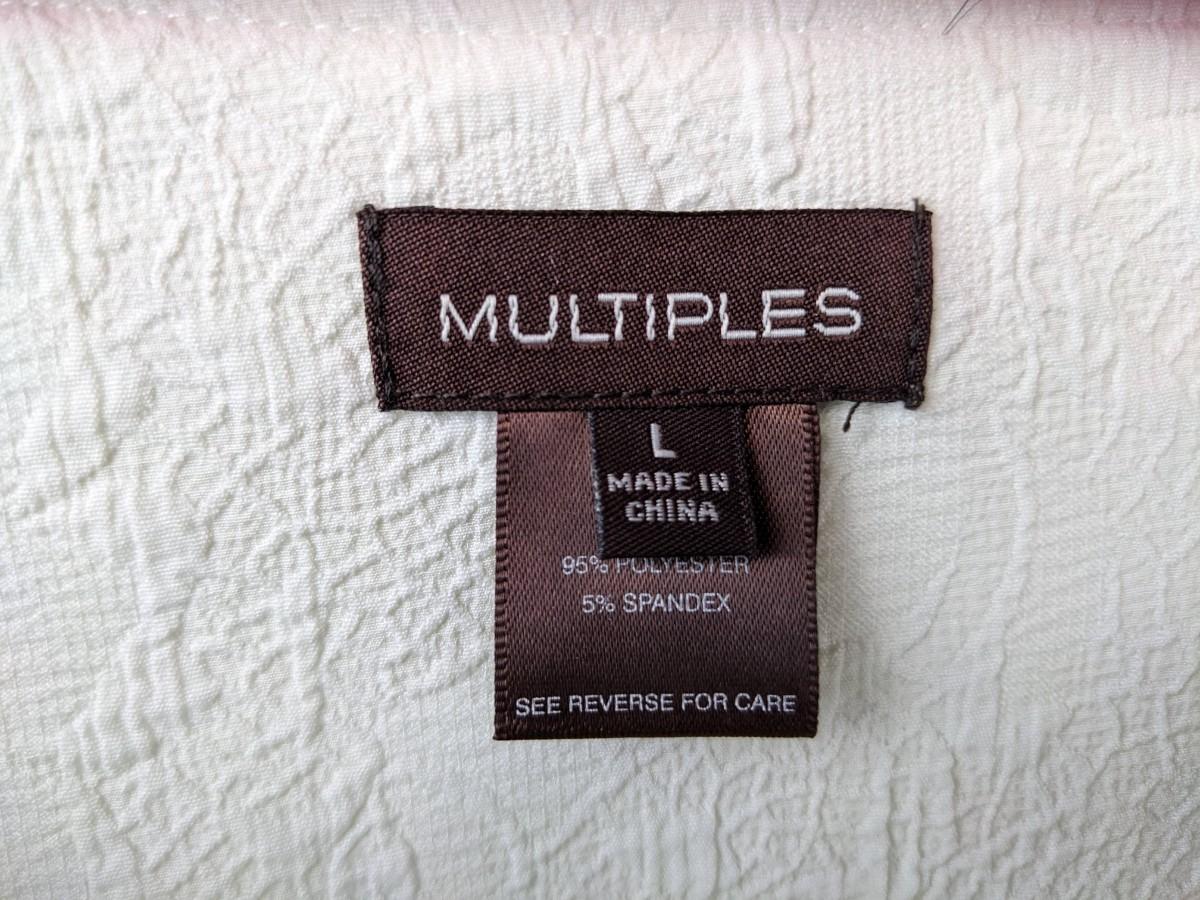 MULTIPLES
L
MADE IN
CHINA
95% POLYESTER
5% SPANDEX
SEE REVERSE FOR CARE